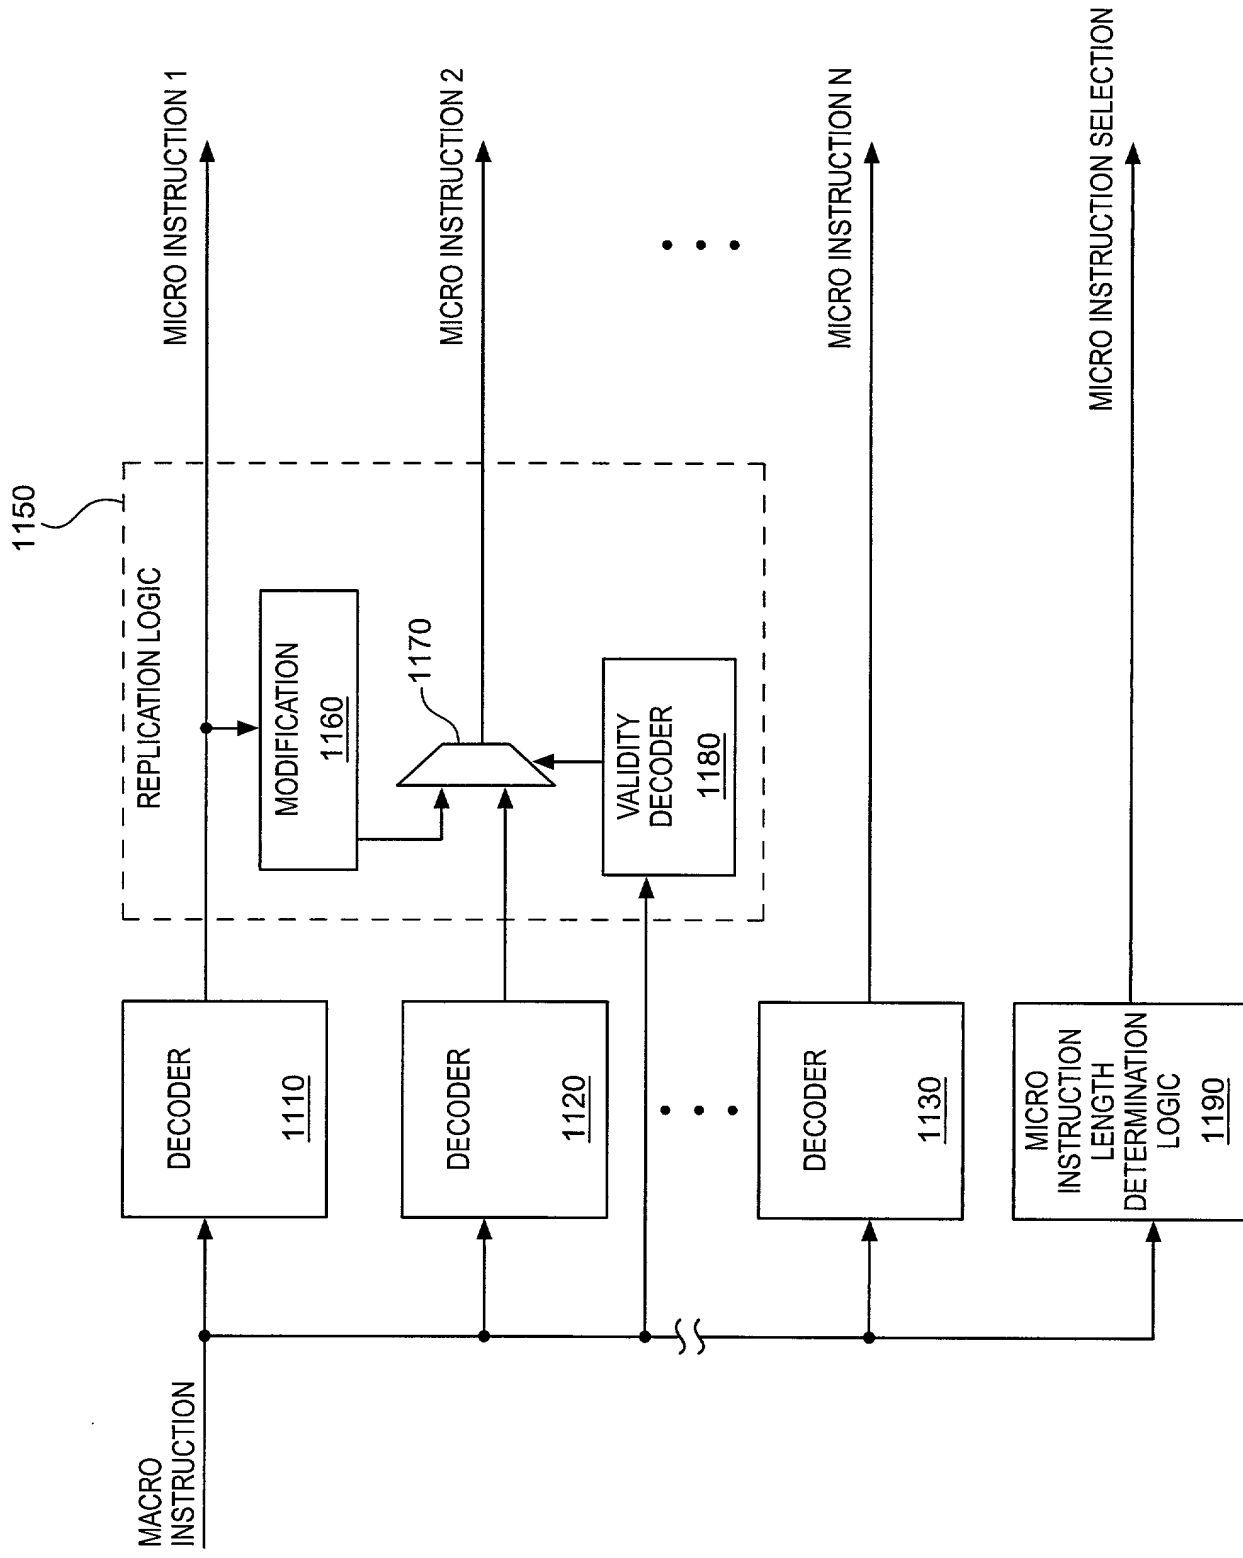 MACRO
INSTRUCTION
DECODER
1110
DECODER
1120
DECODER
1130
MICRO
INSTRUCTION
LENGTH
DETERMINATION
LOGIC
1190
1150
REPLICATION LOGIC
MODIFICATION
1160
1170
VALIDITY
DECODER
1180
MICRO INSTRUCTION 1
MICRO INSTRUCTION 2
MICRO INSTRUCTION N
MICRO INSTRUCTION SELECTION